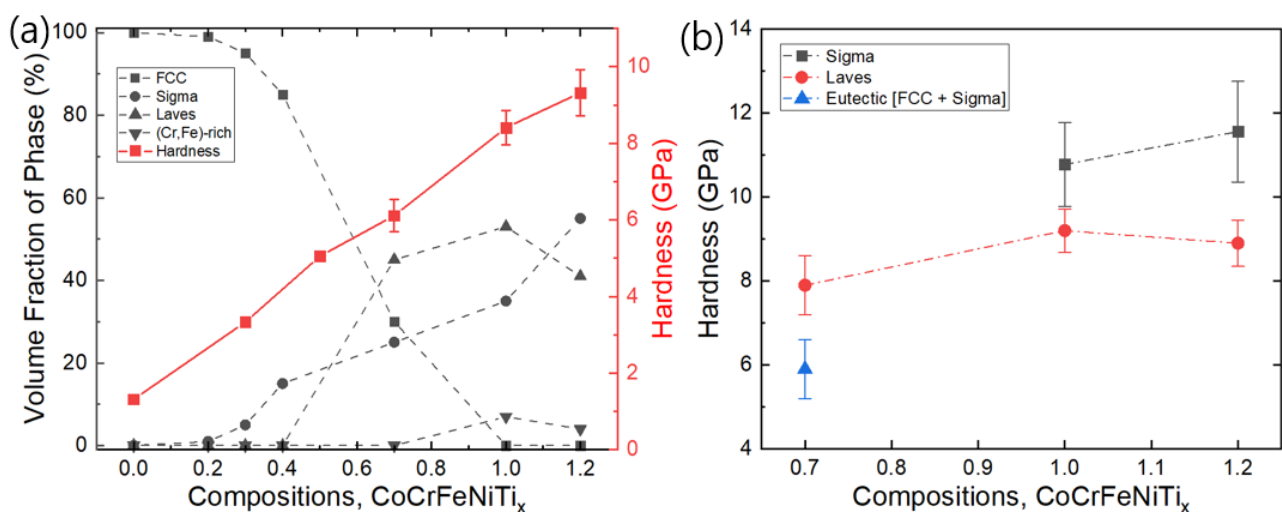 (a)
Volume Fraction of Phase (%)
100
80
60
40
20
0
FCC
Sigma
Laves
(Cr,Fe)-rich
Hardness
10
8
6
4
2
0
Hardness (GPa)
0.0 0.2 0.4 0.6 0.8 1.0 1.2
Compositions, CoCrFeNiTix
(b)
Hardness (GPa)
14
12
10
8
6
4
Sigma
Laves
Eutectic [FCC + Sigma]
0.7 0.8 0.9 1.0 1.1 1.2
Compositions, CoCrFeNiTix